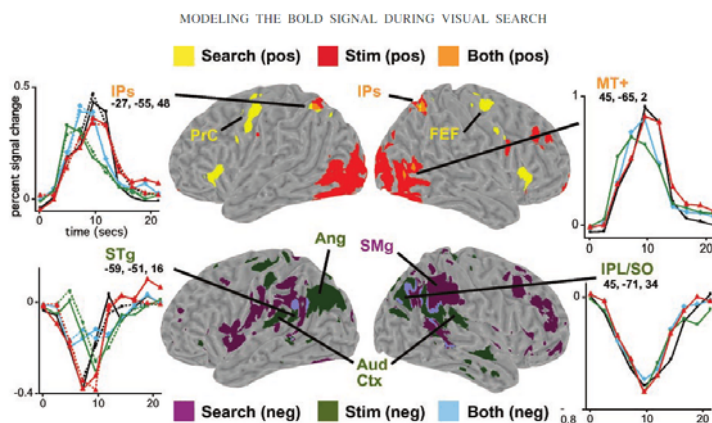 MODELING THE BOLD SIGNAL DURING VISUAL SEARCH
Search (pos) Stim (pos) Both (pos)
0.5
IPs
-27, -55, 48
percent signal change
0
0 10 20
time (secs)
PrC
IPs
FEF
MT+
45, -65, 2
1
0
0 10 20
STg
-59, -51, 16
0
-0.4
0 10 20
Ang
SMg
Aud
Ctx
IPL/SO
45, -71, 34
0
0.8
0 10 20
Search (neg) Stim (neg) Both (neg)